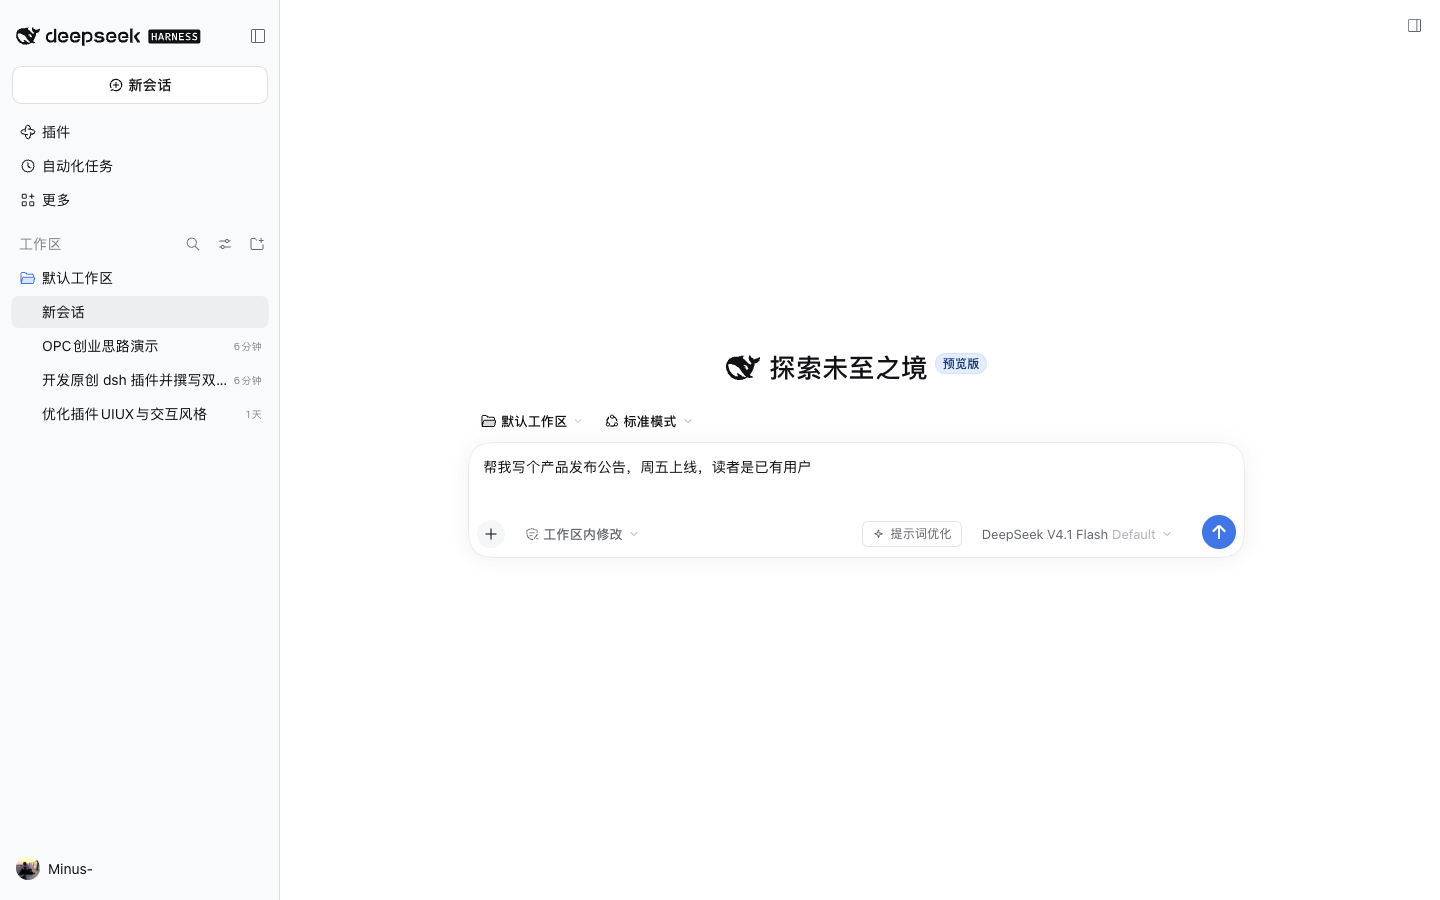 deepseek HARNESS
新会话
插件
自动化任务
更多
工作区
默认工作区
新会话
OPC创业思路演示 6分钟
开发原创 dsh 插件并撰写双... 6分钟
优化插件UIUX与交互风格 1天
Minus-
探索未至之境 预览版
默认工作区 标准模式
帮我写个产品发布公告，周五上线，读者是已有用户
工作区内修改 提示词优化 DeepSeek V4.1 Flash Default